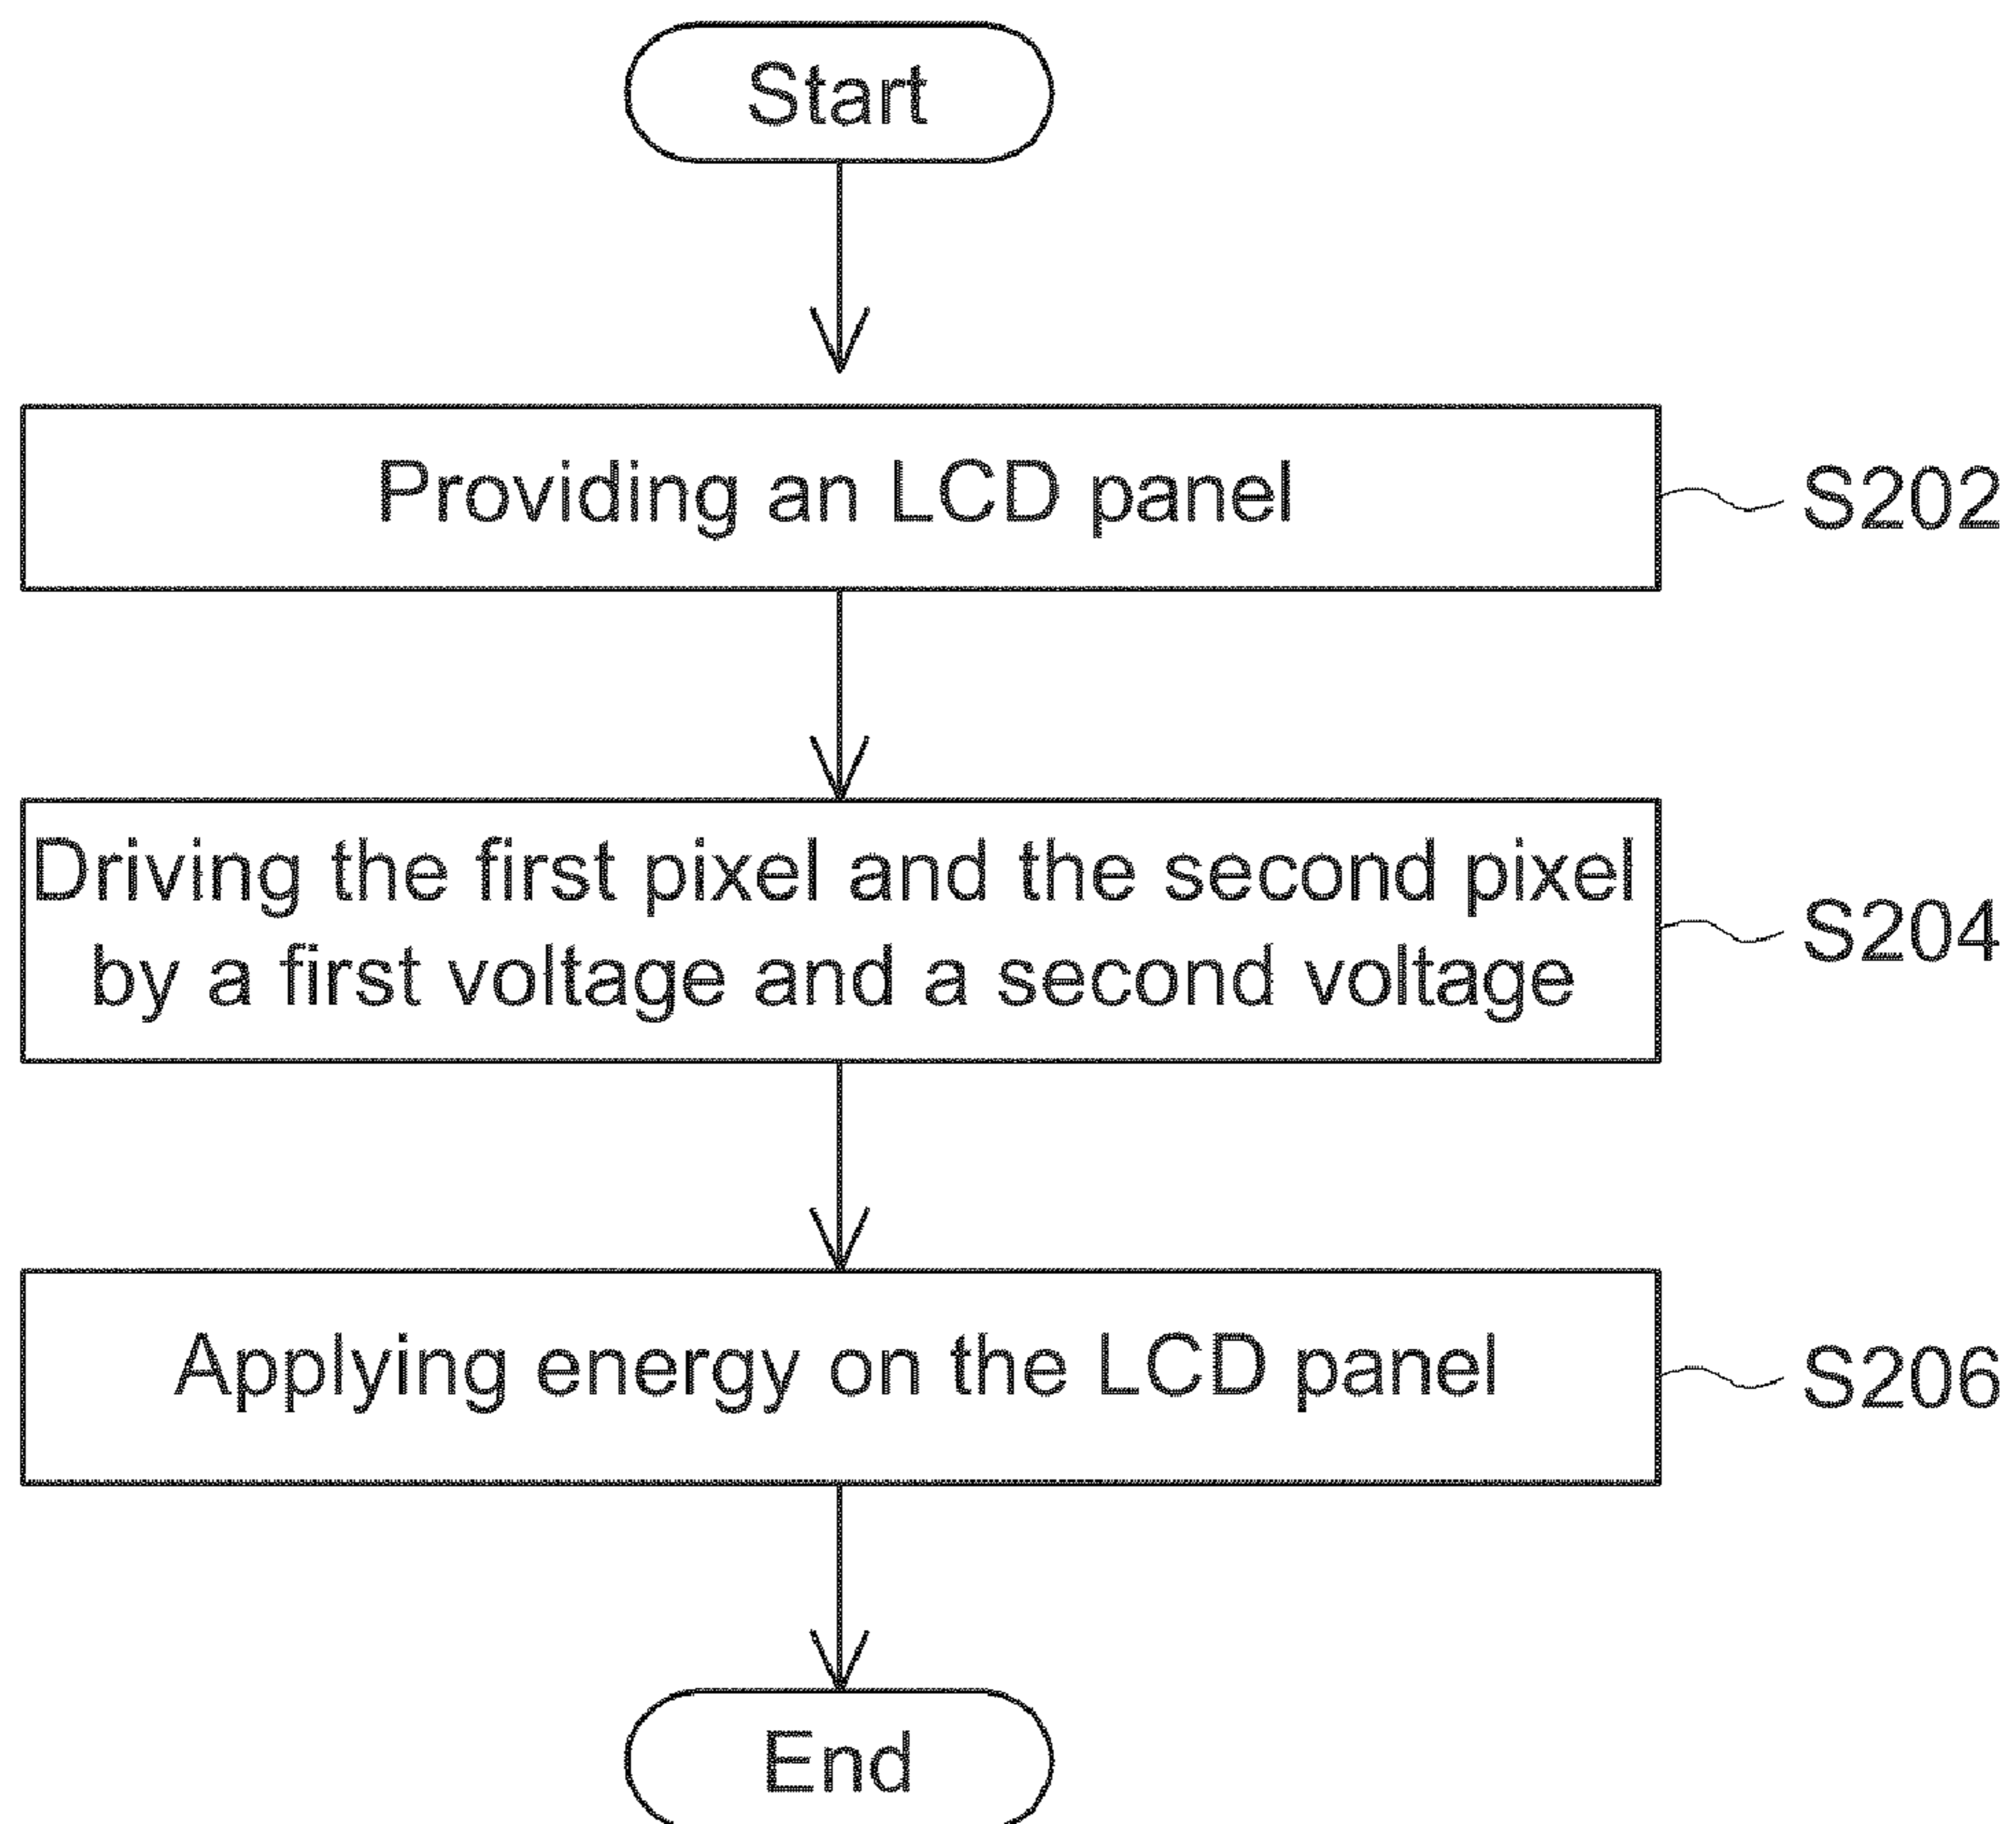 Start
Providing an LCD panel
S202
Driving the first pixel and the second pixel
by a first voltage and a second voltage
S204
Applying energy on the LCD panel
S206
End